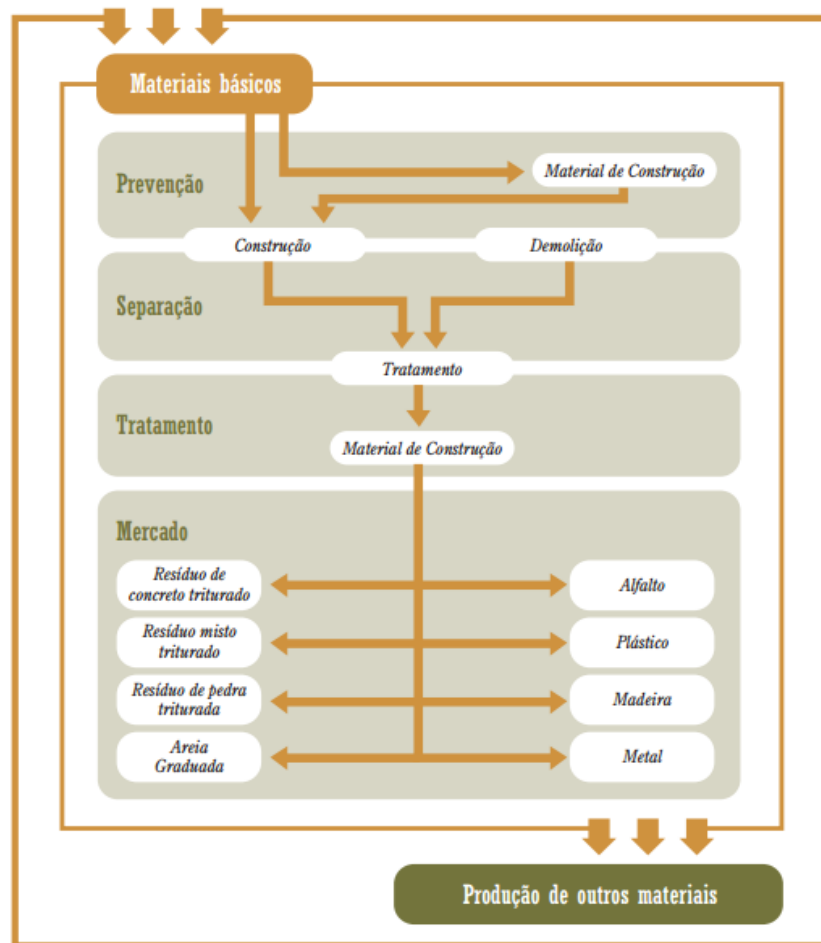 Materiais básicos
Prevenção
Material de Construção
Construção
Demolição
Separação
Tratamento
Tratamento
Material de Construção
Mercado
Resíduo de
concreto triturado
Alfalto
Resíduo misto
triturado
Plástico
Resíduo de pedra
triturada
Madeira
Areia
Graduada
Metal
Produção de outros materiais